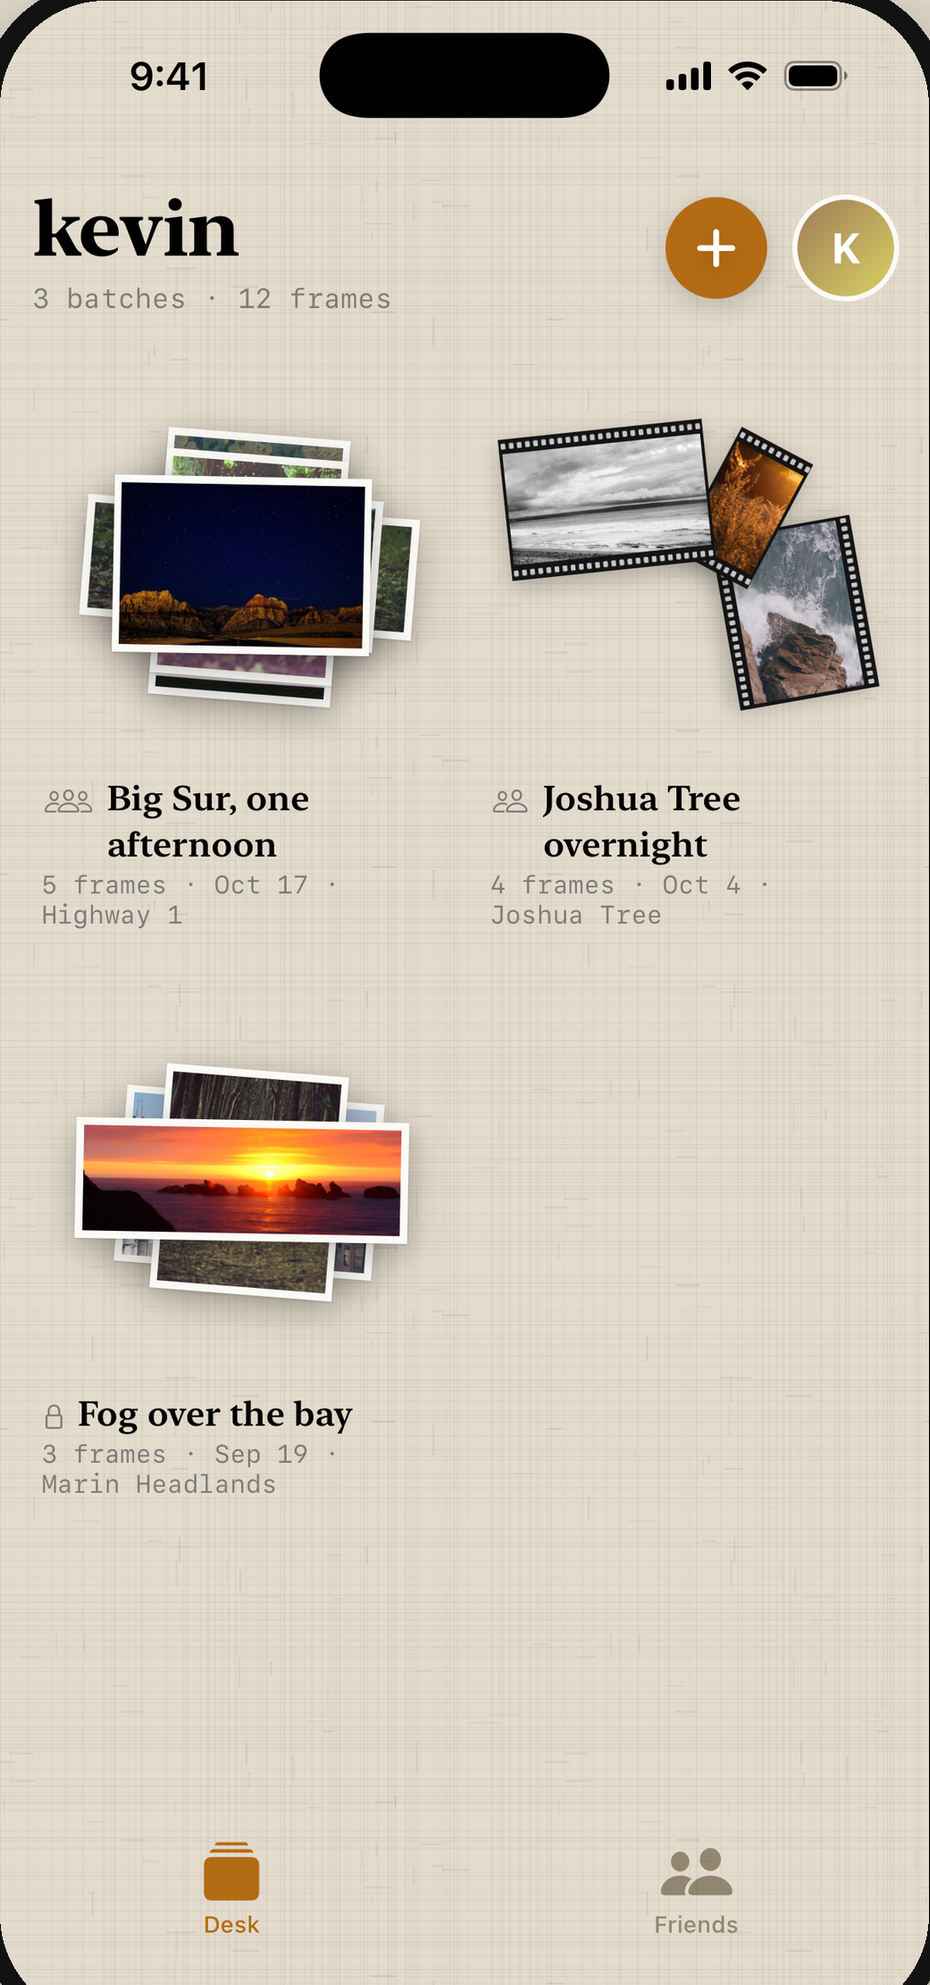 9:41
kevin
3 batches · 12 frames
K
Big Sur, one
afternoon
5 frames · Oct 17 ·
Highway 1
Joshua Tree
overnight
4 frames · Oct 4 ·
Joshua Tree
Fog over the bay
3 frames · Sep 19 ·
Marin Headlands
Desk
Friends